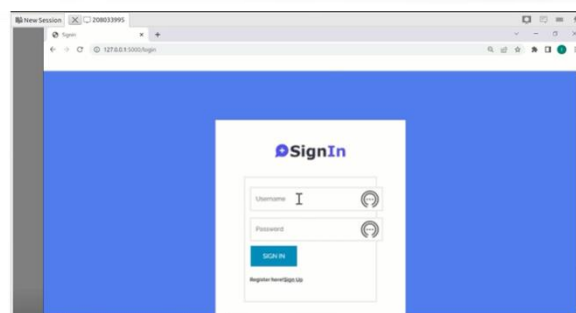 New Session 208033995
Signin
127.0.0.1:5000/login
SignIn
Username
Password
SIGN IN
Register here!Sign Up